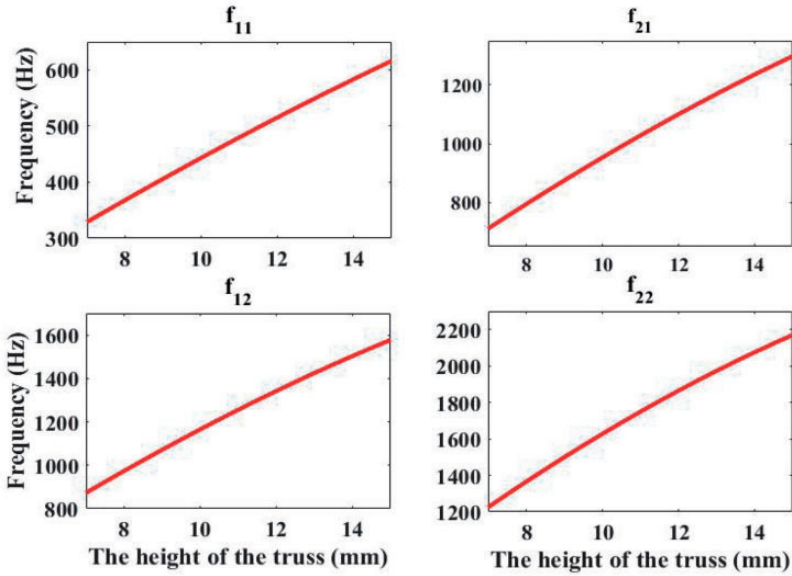 f11
f21
Frequency (Hz)
600
500
400
300
8 10 12 14
1200
1000
800
8 10 12 14
f12
f22
Frequency (Hz)
1600
1400
1200
1000
800
8 10 12 14
The height of the truss (mm)
2200
2000
1800
1600
1400
1200
8 10 12 14
The height of the truss (mm)